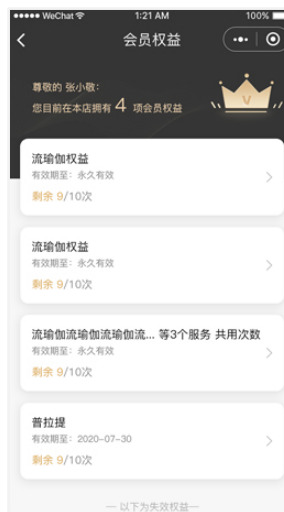 ●●●●● WeChat 1:21 AM 100%
会员权益
尊敬的 张小敬：
您目前在本店拥有 4 项会员权益
V
流瑜伽权益
有效期至：永久有效
剩余 9/10次
流瑜伽权益
有效期至：永久有效
剩余 9/10次
流瑜伽流瑜伽流瑜伽流... 等3个服务 共用次数
有效期至：永久有效
剩余 9/10次
普拉提
有效期至：2020-07-30
剩余 9/10次
— 以下为失效权益—